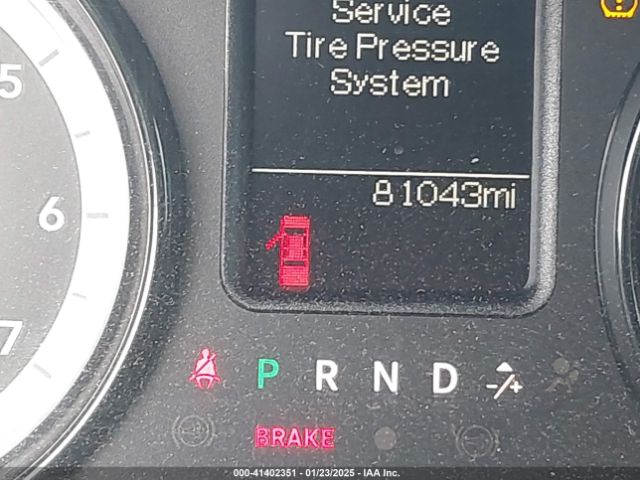 Service
Tire Pressure
System
81043mi
5
6
7
P R N D -/+
BRAKE
000-41402351 - 01/23/2025 - IAA Inc.